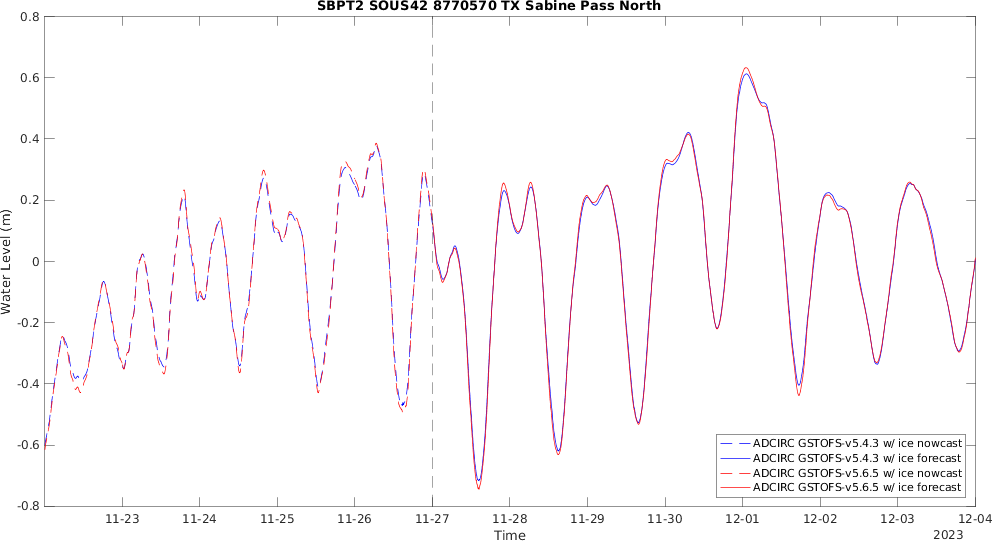 SBPT2 SOUS42 8770570 TX Sabine Pass North
Water Level (m)
0.8
0.6
0.4
0.2
0
-0.2
-0.4
-0.6
-0.8
ADCIRC GSTOFS-v5.4.3 w/ ice nowcast
ADCIRC GSTOFS-v5.4.3 w/ ice forecast
ADCIRC GSTOFS-v5.6.5 w/ ice nowcast
ADCIRC GSTOFS-v5.6.5 w/ ice forecast
11-23 11-24 11-25 11-26 11-27 11-28 11-29 11-30 12-01 12-02 12-03 12-04
Time
2023